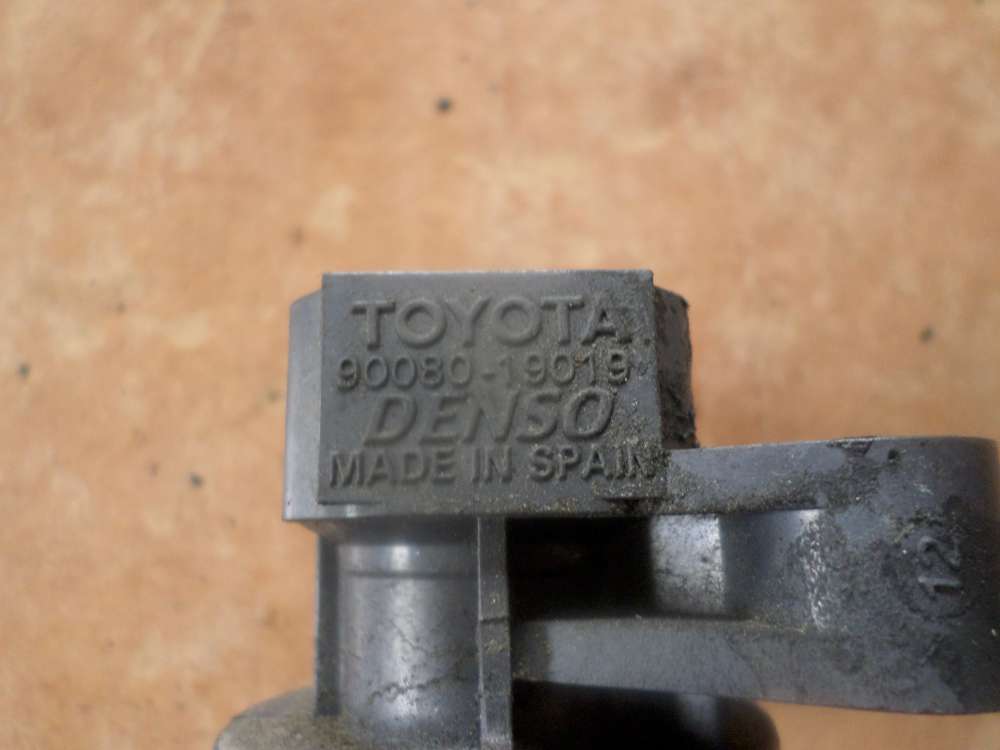 TOYOTA
90080-19019
DENSO
MADE IN SPAIN
12